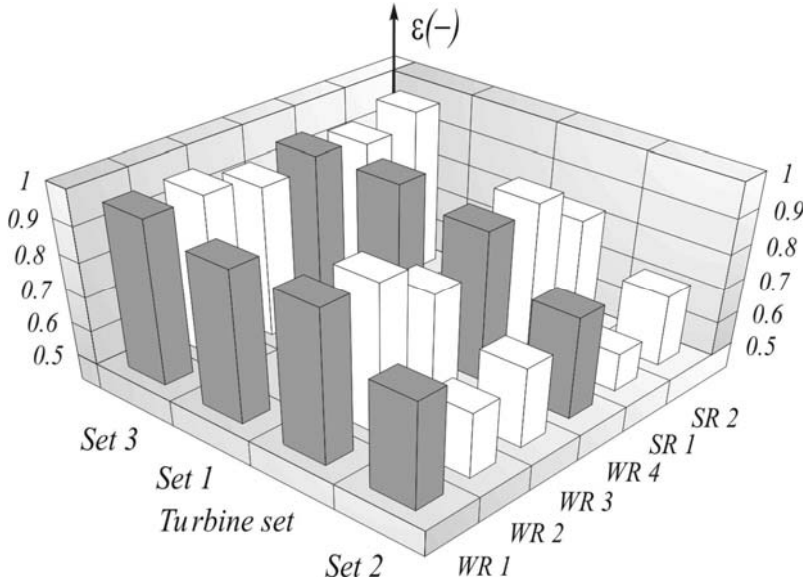 ε(−)
1
0.9
0.8
0.7
0.6
0.5
1
0.9
0.8
0.7
0.6
0.5
Set 3
Set 1
Turbine set
Set 2
WR 1
WR 2
WR 3
WR 4
SR 1
SR 2